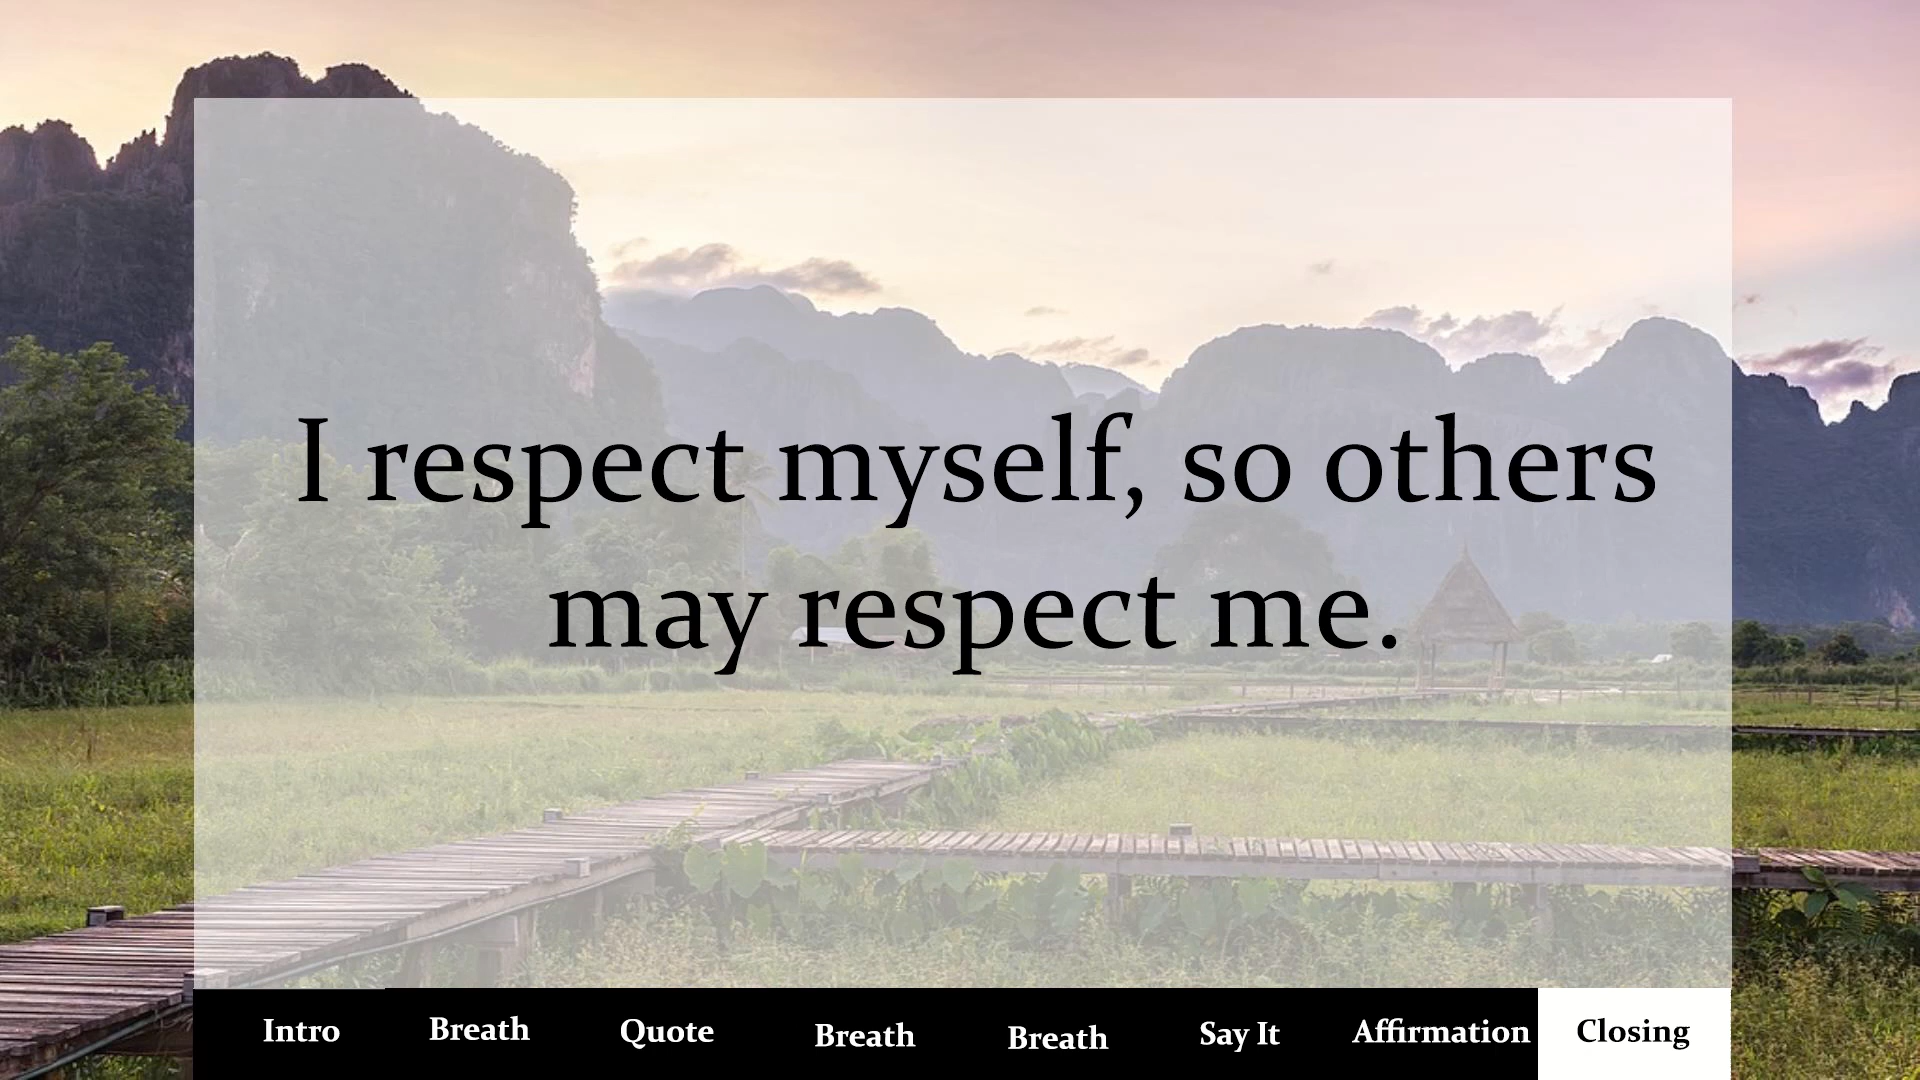 I respect myself, so others
may respect me.
Intro Breath Quote Breath Breath Say It Affirmation Closing